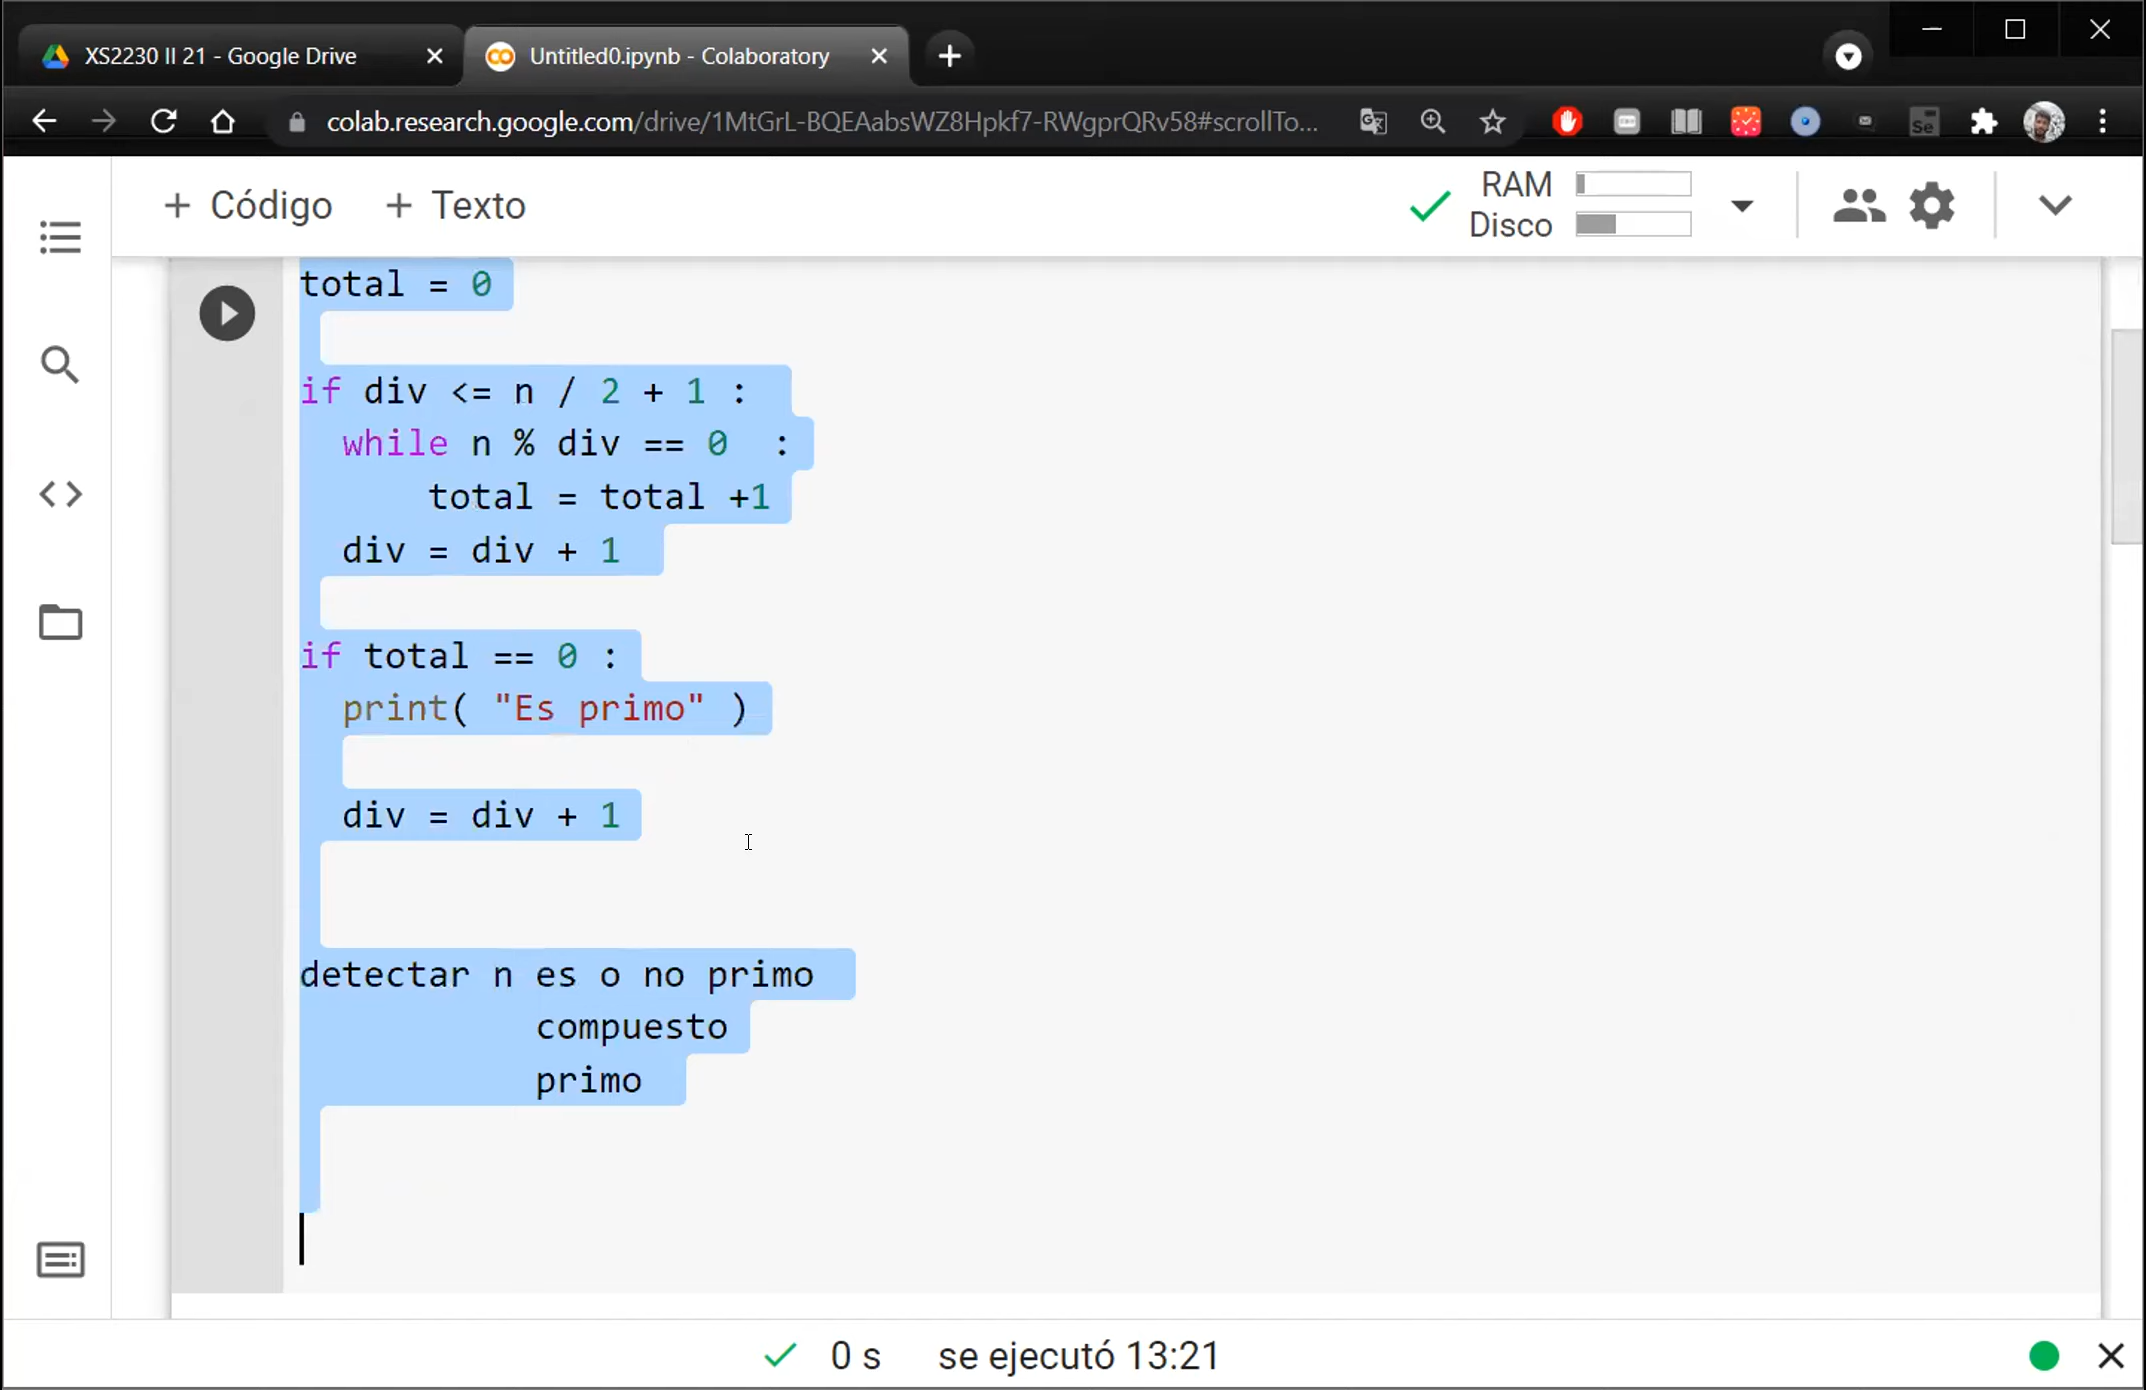 XS2230 II 21 - Google Drive
Untitled0.ipynb - Colaboratory
colab.research.google.com/drive/1MtGrL-BQEAabsWZ8Hpkf7-RWgprQRv58#scrollTo...
Se
+ Código + Texto
RAM
Disco
total = 0
if div <= n / 2 + 1 :
while n % div == 0  :
total = total +1
div = div + 1
if total == 0 :
print( "Es primo" )
div = div + 1
detectar n es o no primo
compuesto
primo
0 s se ejecutó 13:21